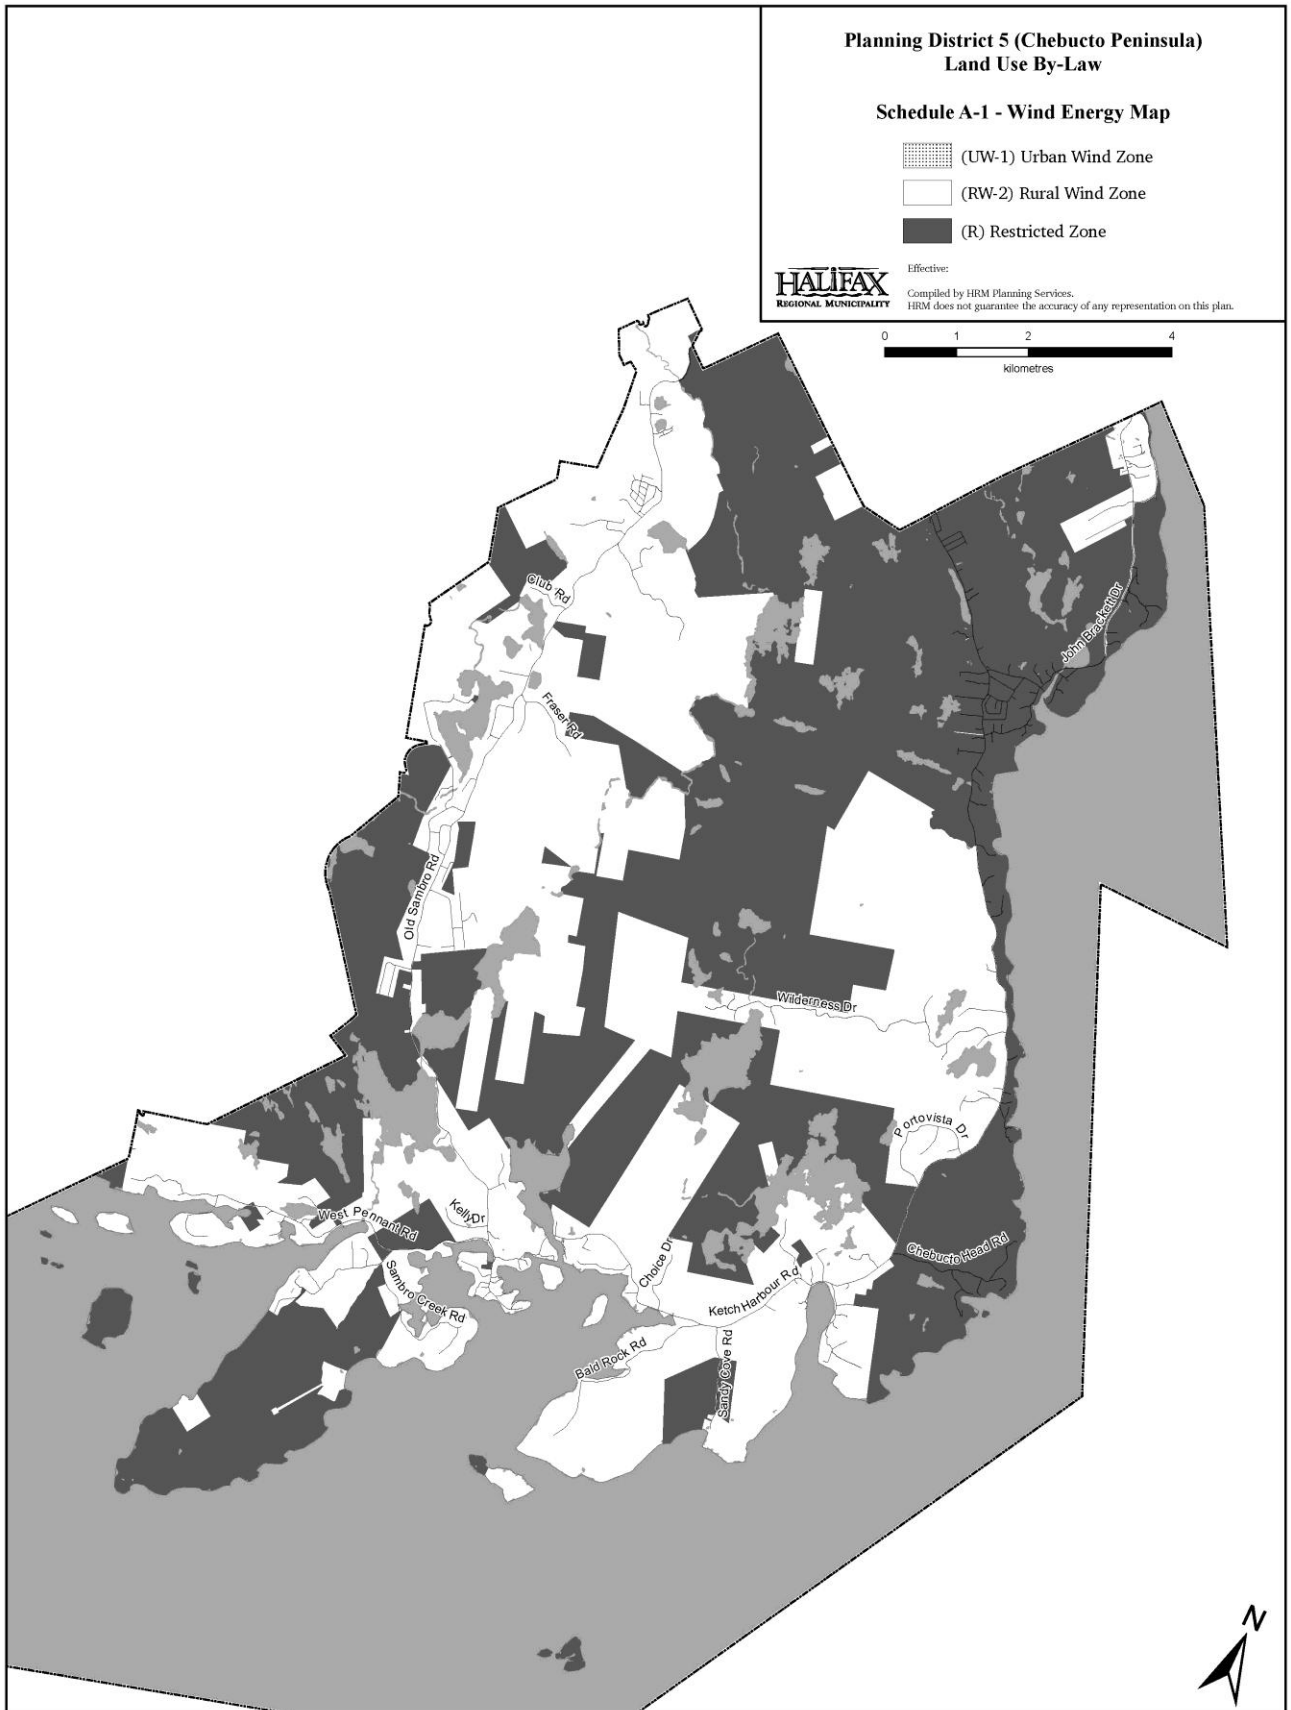 Planning District 5 (Chebucto Peninsula)
Land Use By-Law
Schedule A-1 - Wind Energy Map
(UW-1) Urban Wind Zone
(RW-2) Rural Wind Zone
(R) Restricted Zone
HALIFAX
REGIONAL MUNICIPALITY
Effective:
Compiled by HRM Planning Services.
HRM does not guarantee the accuracy of any representation on this plan.
0 1 2 4
kilometres
Club Rd
John Brackett Dr
Fraser Rd
Old Sambro Rd
Wilderness Dr
Portovista Dr
West Pennant Rd
Kelly Dr
Chebucto Head Rd
Choice Dr
Sambro Creek Rd
Ketch Harbour Rd
Bald Rock Rd
Sandy Cove Rd
N